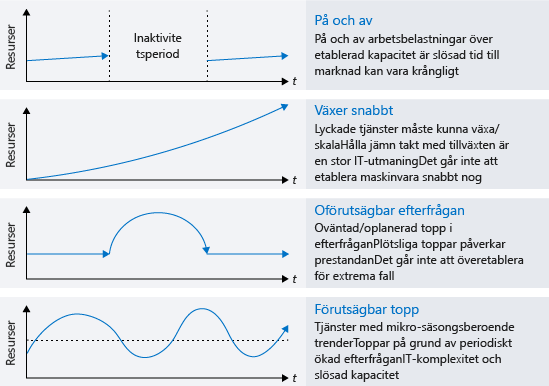 Resurser
Inaktivite
tsperiod
t
På och av
På och av arbetsbelastningar över
etablerad kapacitet är slösad tid till
marknad kan vara krångligt
Resurser
t
Växer snabbt
Lyckade tjänster måste kunna växa/
skalaHålla jämn takt med tillväxten är
en stor IT-utmaningDet går inte att
etablera maskinvara snabbt nog
Resurser
t
Oförutsägbar efterfrågan
Oväntad/oplanerad topp i
efterfråganPlötsliga toppar påverkar
prestandanDet går inte att överetablera
för extrema fall
Resurser
t
Förutsägbar topp
Tjänster med mikro-säsongsberoende
trenderToppar på grund av periodiskt
ökad efterfråganIT-komplexitet och
slösad kapacitet